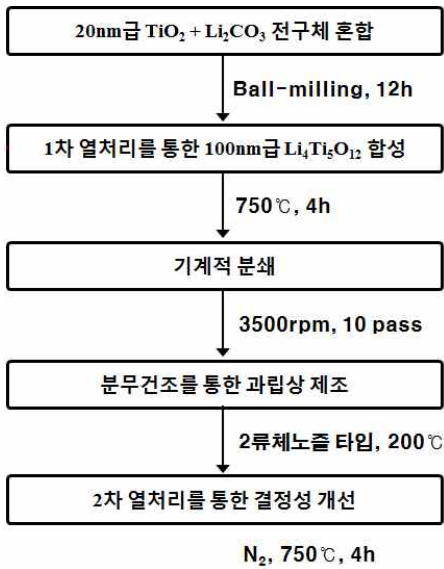 20nm급 TiO₂ + Li₂CO₃ 전구체 혼합
Ball-milling, 12h
1차 열처리를 통한 100nm급 Li₄Ti₅O₁₂ 합성
750℃, 4h
기계적 분쇄
3500rpm, 10 pass
분무건조를 통한 과립상 제조
2류체노즐 타입, 200℃
2차 열처리를 통한 결정성 개선
N₂, 750℃, 4h